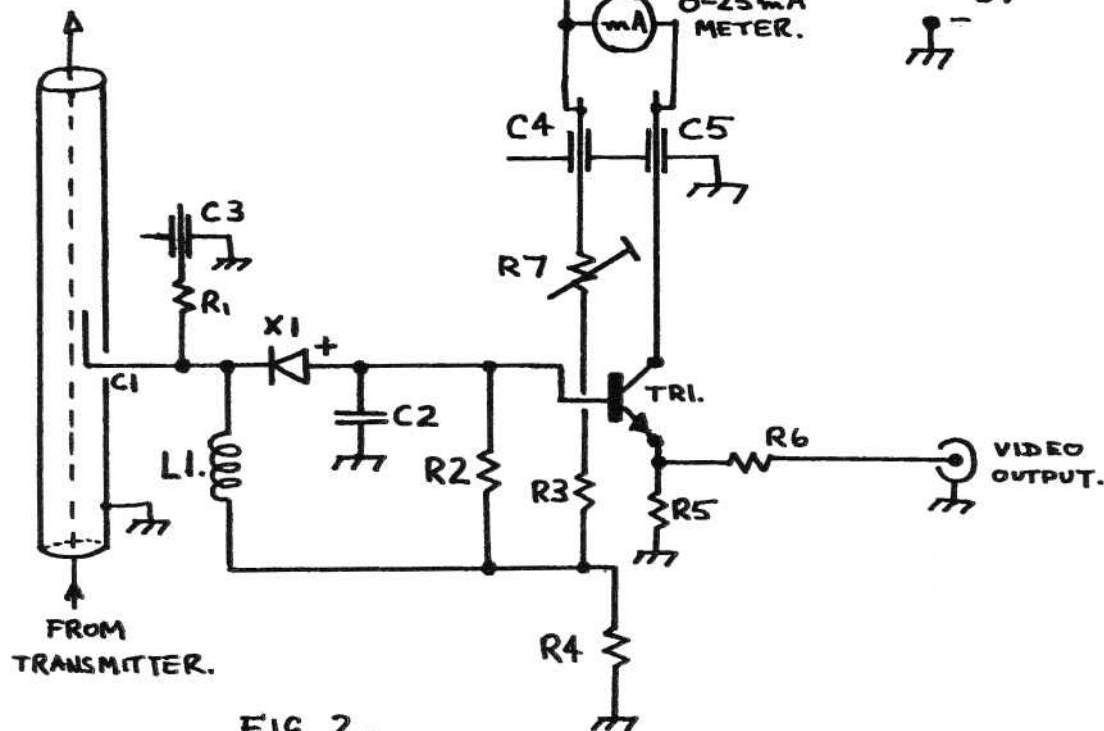 mA
METER.
-
C4
C5
C3
R7
R1
X1
+
C1
TR1.
C2
L1.
R2
R3
R6
VIDEO
OUTPUT.
R5
R4
FROM
TRANSMITTER.